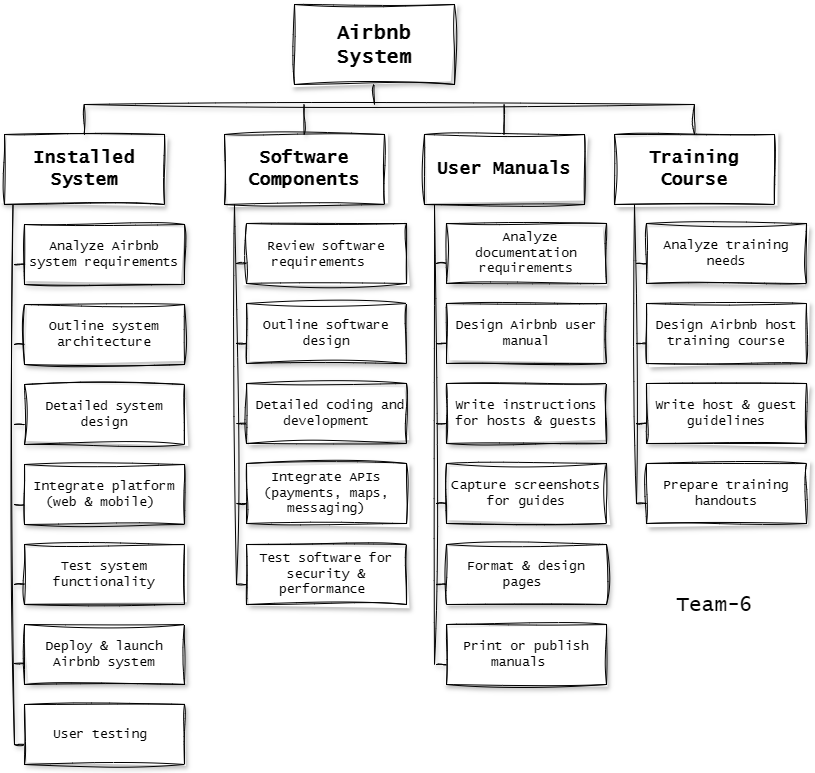 Airbnb
System
Installed
System
Software
Components
User Manuals
Training
Course
Analyze Airbnb
system requirements
Outline system
architecture
Detailed system
design
Integrate platform
(web & mobile)
Test system
functionality
Deploy & launch
Airbnb system
User testing
Review software
requirements
Outline software
design
Detailed coding and
development
Integrate APIs
(payments, maps,
messaging)
Test software for
security &
performance
Analyze
documentation
requirements
Design Airbnb user
manual
Write instructions
for hosts & guests
Capture screenshots
for guides
Format & design
pages
Print or publish
manuals
Analyze training
needs
Design Airbnb host
training course
Write host & guest
guidelines
Prepare training
handouts
Team-6